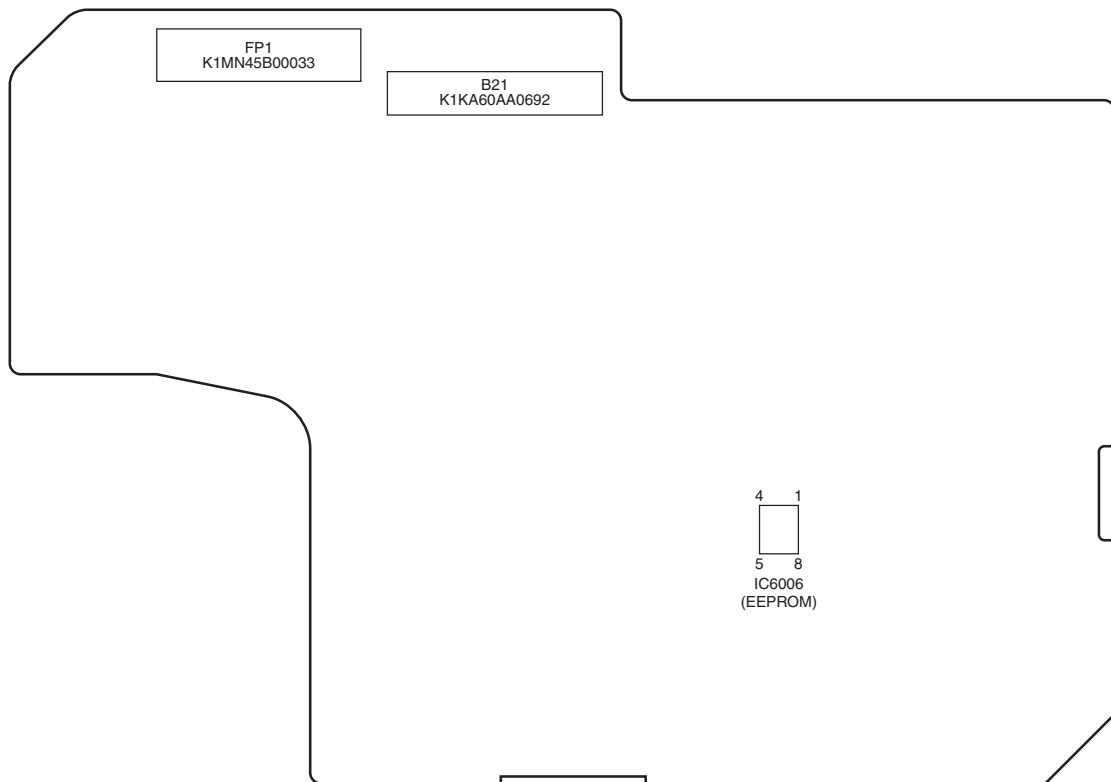 FP1
K1MN45B00033
B21
K1KA60AA0692
4 1
5 8
IC6006
(EEPROM)